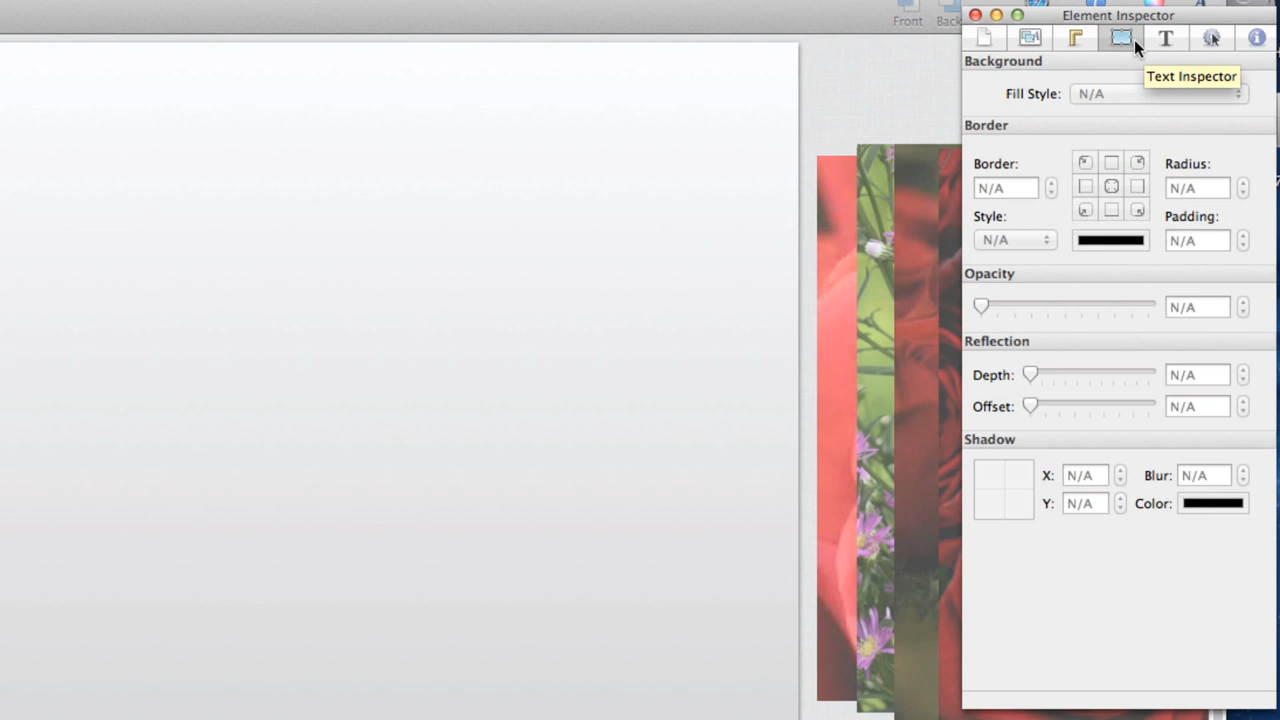 Front
Back
Element Inspector
T
Text Inspector
Background
Fill Style: N/A
Border
Border: Radius:
N/A N/A
Style: Padding:
N/A N/A
Opacity
N/A
Reflection
Depth: N/A
Offset: N/A
Shadow
X: N/A Blur: N/A
Y: N/A Color: